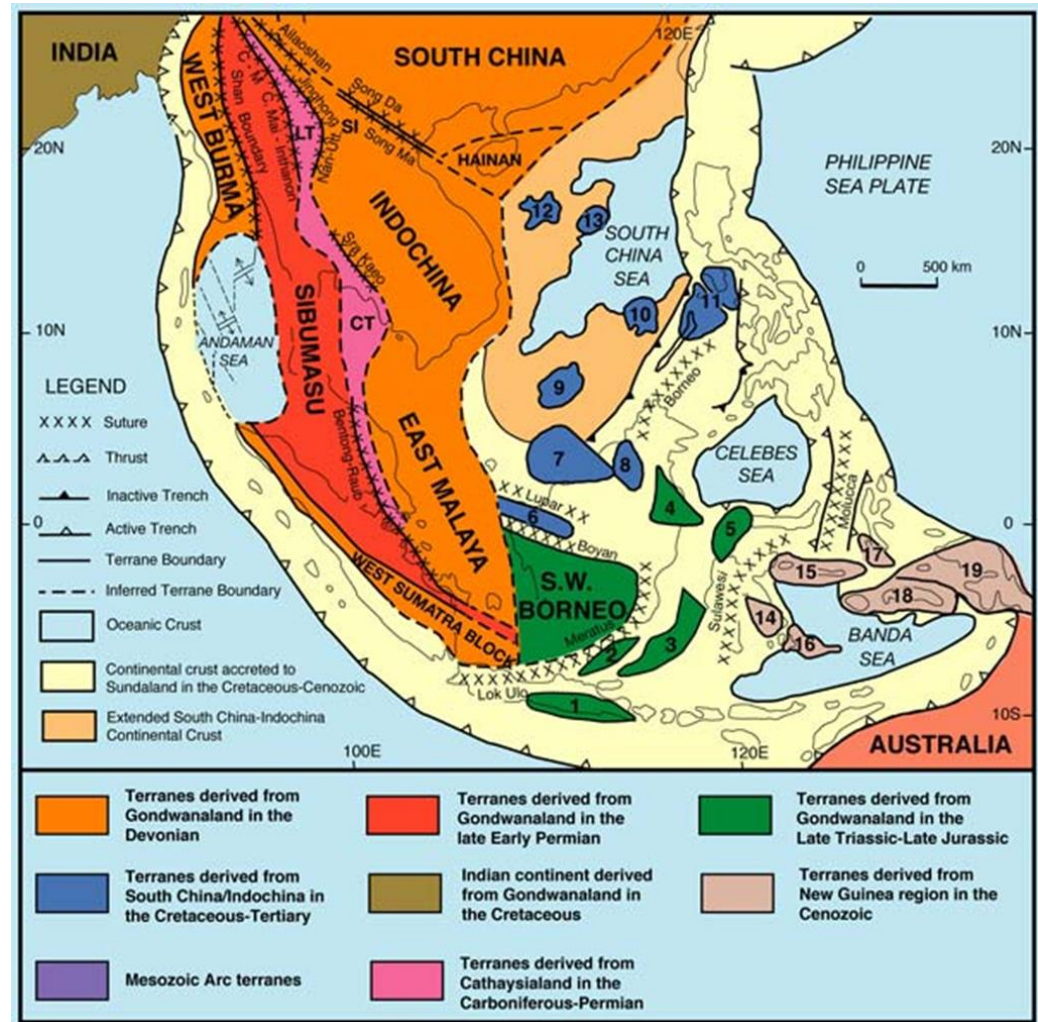 INDIA
SOUTH CHINA
120E
WEST BURMA
Shan Boundary
C. M.
C. Mai - Inthanon
Ailaoshan
Jinghong
Nan-Utt.
LT
SI
Song Da
Song Ma
HAINAN
20N
20N
PHILIPPINE
SEA PLATE
INDOCHINA
12
13
SOUTH
CHINA
SEA
0 500 km
11
10
10N
10N
Sra Kaeo
CT
SIBUMASU
ANDAMAN
SEA
9
Borneo
LEGEND
XXXX Suture
Thrust
Inactive Trench
Active Trench
Terrane Boundary
Inferred Terrane Boundary
Oceanic Crust
Continental crust accreted to
Sundaland in the Cretaceous-Cenozoic
Extended South China-Indochina
Continental Crust
Bentong-Raub
EAST MALAYA
7
8
CELEBES
SEA
Lupar
6
Boyan
4
5
Molucca
0
0
17
15
19
18
S.W.
BORNEO
Meratus
Sulawesi
14
16
BANDA
SEA
WEST SUMATRA BLOCK
2
3
Lok Ulo
1
10S
100E
120E
AUSTRALIA
Terranes derived from
Gondwanaland in the
Devonian
Terranes derived from
Gondwanaland in the
late Early Permian
Terranes derived from
Gondwanaland in the
Late Triassic-Late Jurassic
Terranes derived from
South China/Indochina in
the Cretaceous-Tertiary
Indian continent derived
from Gondwanaland in
the Cretaceous
Terranes derived from
New Guinea region in the
Cenozoic
Mesozoic Arc terranes
Terranes derived from
Cathaysialand in the
Carboniferous-Permian